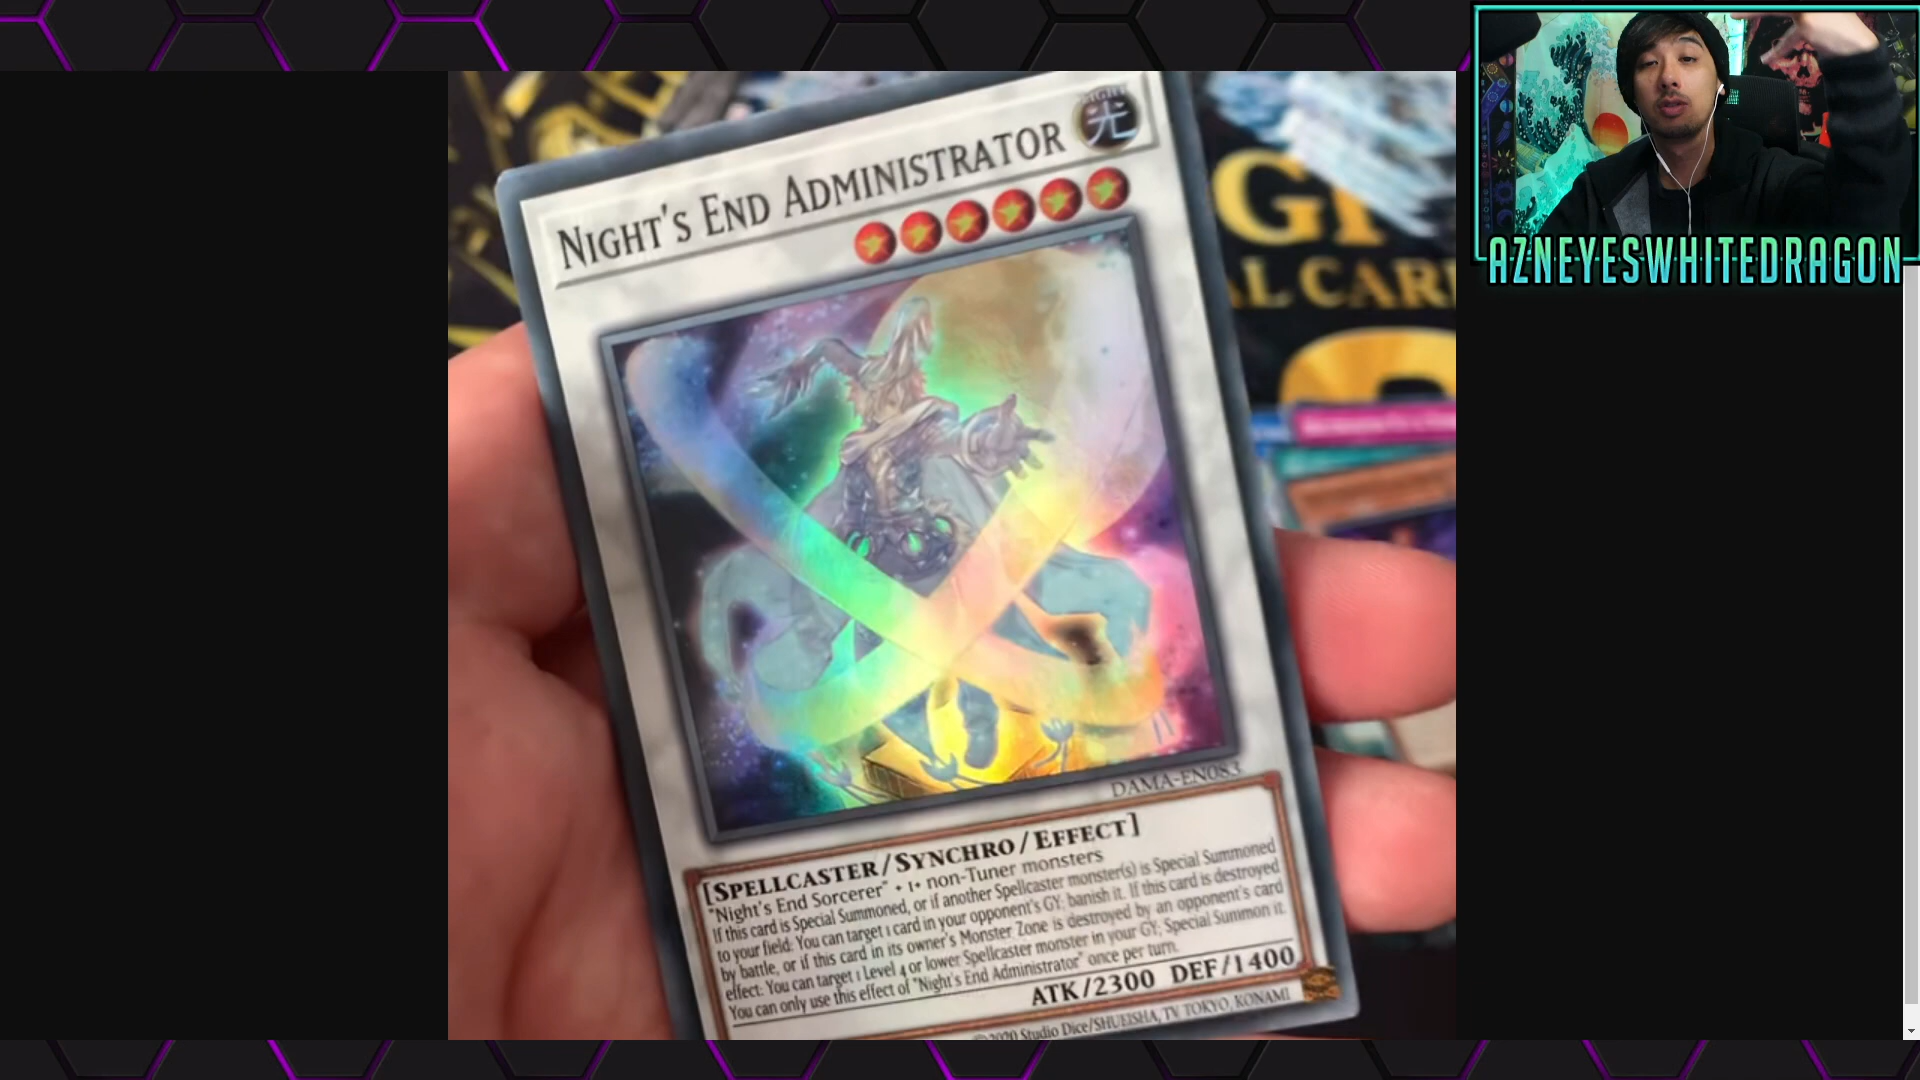 NIGHT'S END ADMINISTRATOR
LIGHT
光
AZNEYESWHITEDRAGON
DAMA-EN083
[SPELLCASTER/SYNCHRO/EFFECT]
"Night's End Sorcerer" + 1+ non-Tuner monsters
If this card is Special Summoned, or if another Spellcaster monster(s) is Special Summoned
to your field: You can target 1 card in your opponent's GY; banish it. If this card is destroyed
by battle, or if this card in its owner's Monster Zone is destroyed by an opponent's card
effect: You can target 1 Level 4 or lower Spellcaster monster in your GY; Special Summon it.
You can only use this effect of "Night's End Administrator" once per turn.
ATK/2300 DEF/1400
©2020 Studio Dice/SHUEISHA, TV TOKYO, KONAMI